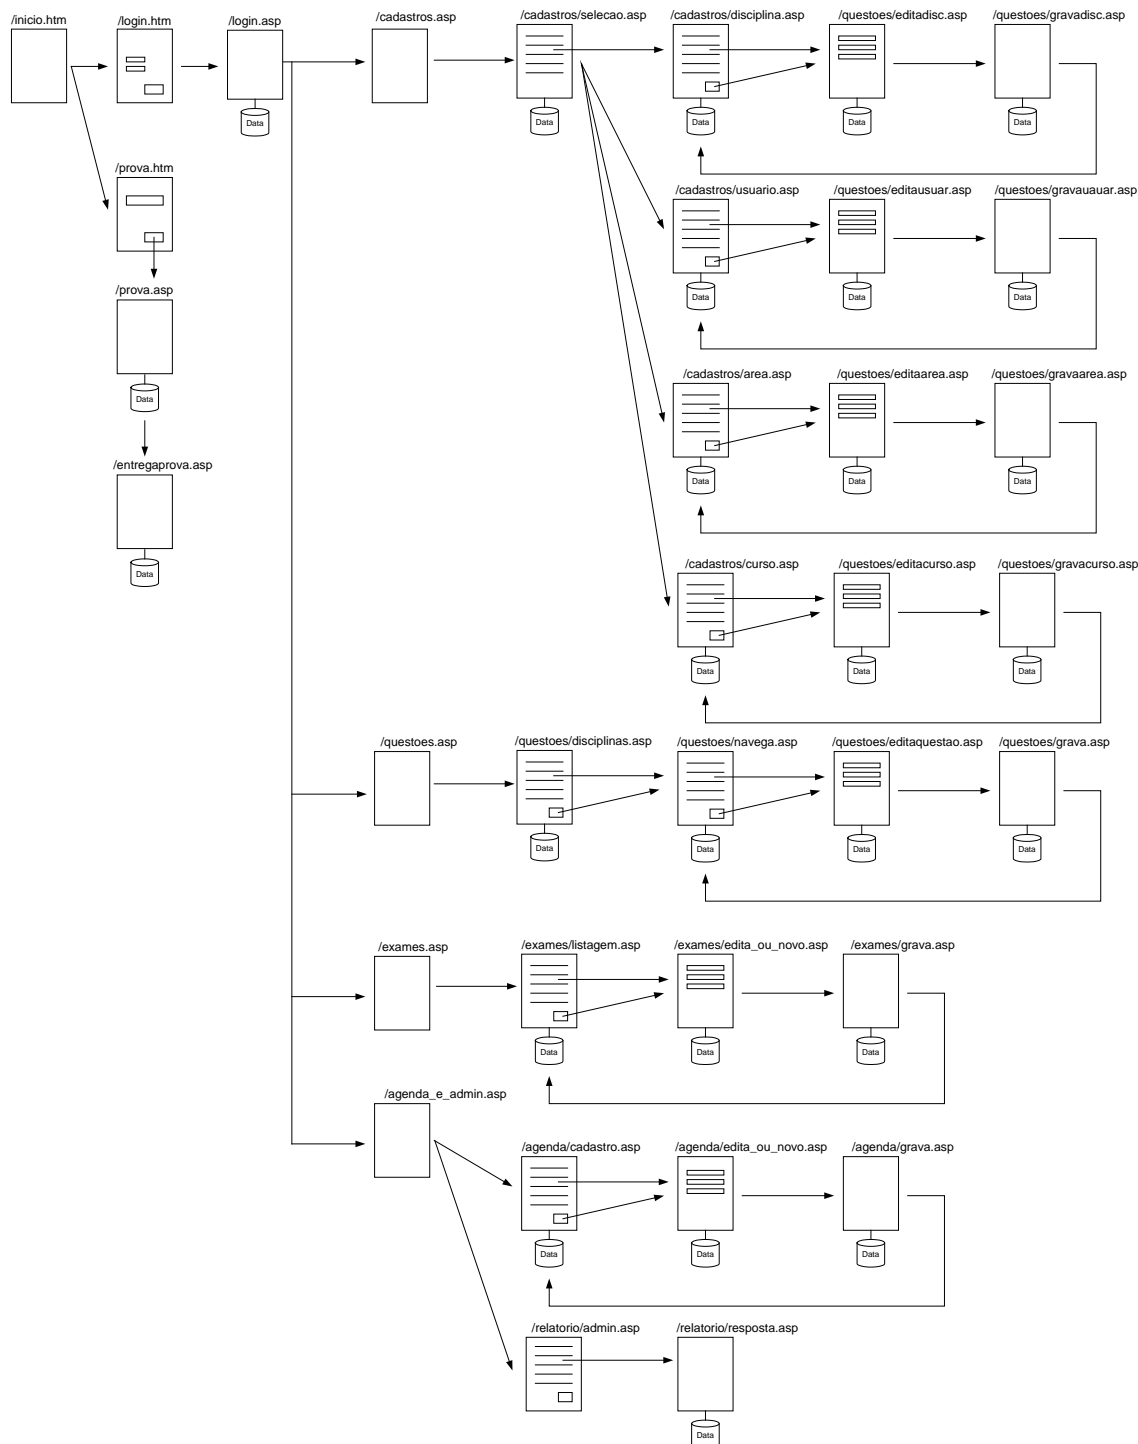 /inicio.htm
/login.htm
/login.asp
/cadastros.asp
/cadastros/selecao.asp
/cadastros/disciplina.asp
/questoes/editadisc.asp
/questoes/gravadisc.asp
Data
Data
Data
Data
Data
/prova.htm
/cadastros/usuario.asp
/questoes/editausuar.asp
/questoes/gravauauar.asp
Data
Data
Data
/prova.asp
Data
/cadastros/area.asp
/questoes/editaarea.asp
/questoes/gravaarea.asp
Data
Data
Data
/entregaprova.asp
Data
/cadastros/curso.asp
/questoes/editacurso.asp
/questoes/gravacurso.asp
Data
Data
Data
/questoes.asp
/questoes/disciplinas.asp
/questoes/navega.asp
/questoes/editaquestao.asp
/questoes/grava.asp
Data
Data
Data
Data
/exames.asp
/exames/listagem.asp
/exames/edita_ou_novo.asp
/exames/grava.asp
Data
Data
Data
/agenda_e_admin.asp
/agenda/cadastro.asp
/agenda/edita_ou_novo.asp
/agenda/grava.asp
Data
Data
Data
/relatorio/admin.asp
/relatorio/resposta.asp
Data